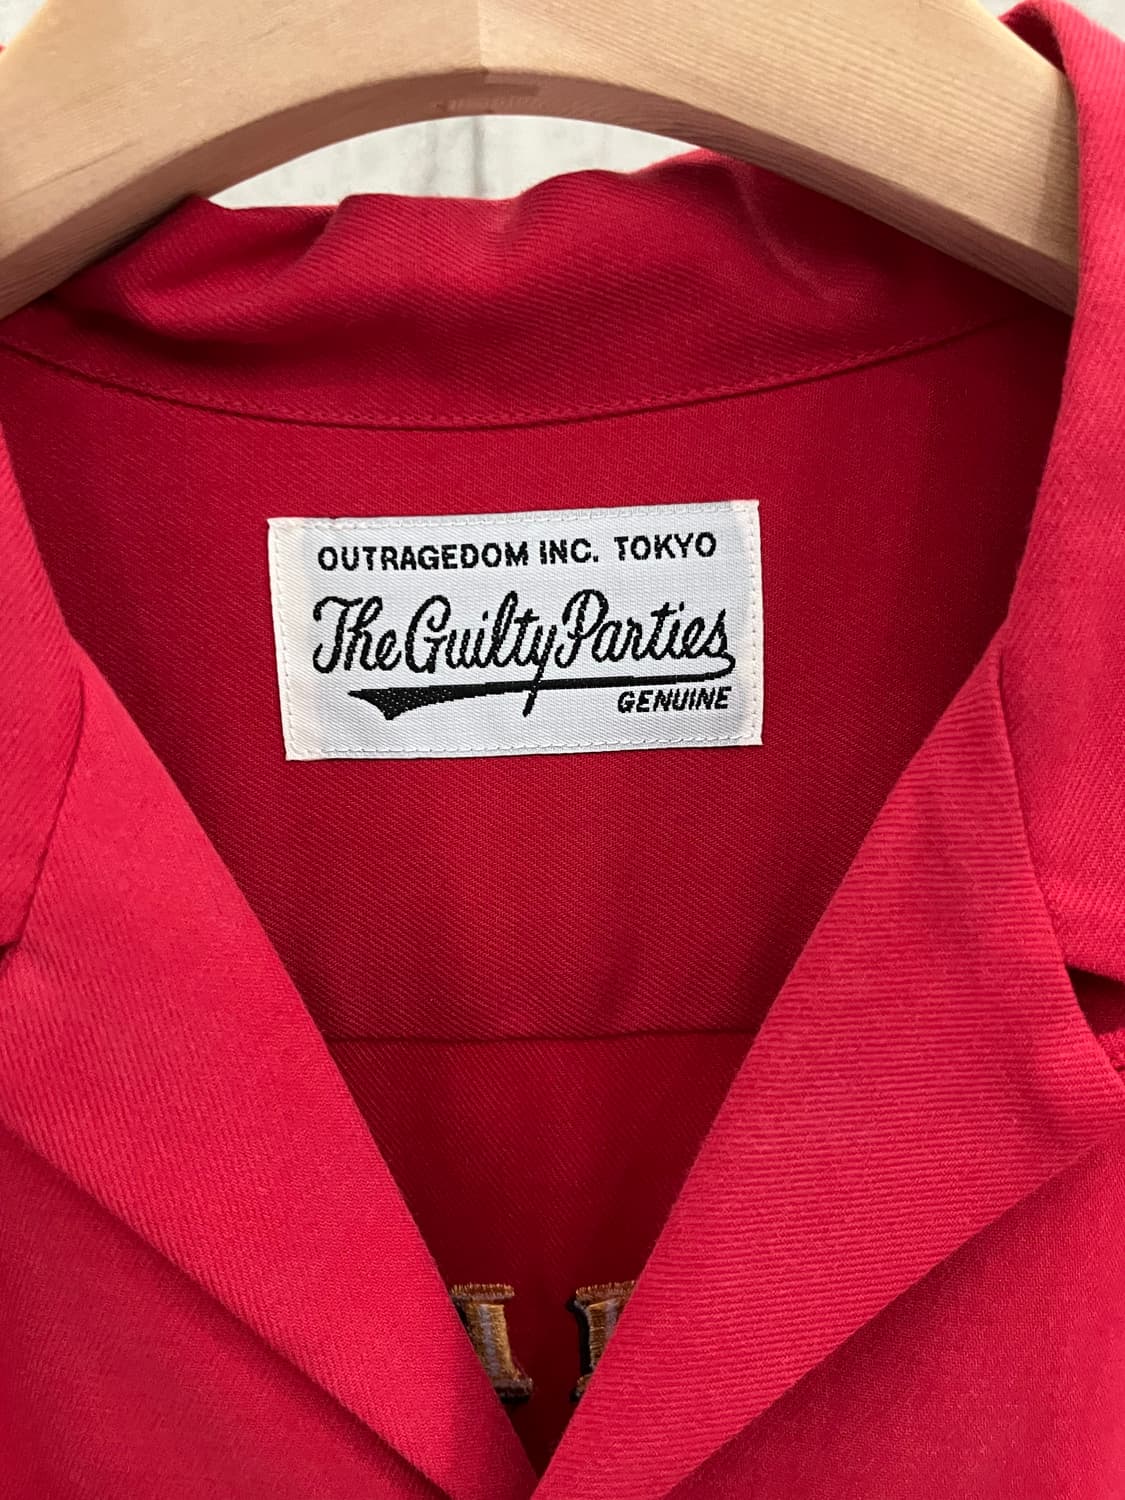 OUTRAGEDOM INC. TOKYO
The Guilty Parties
GENUINE